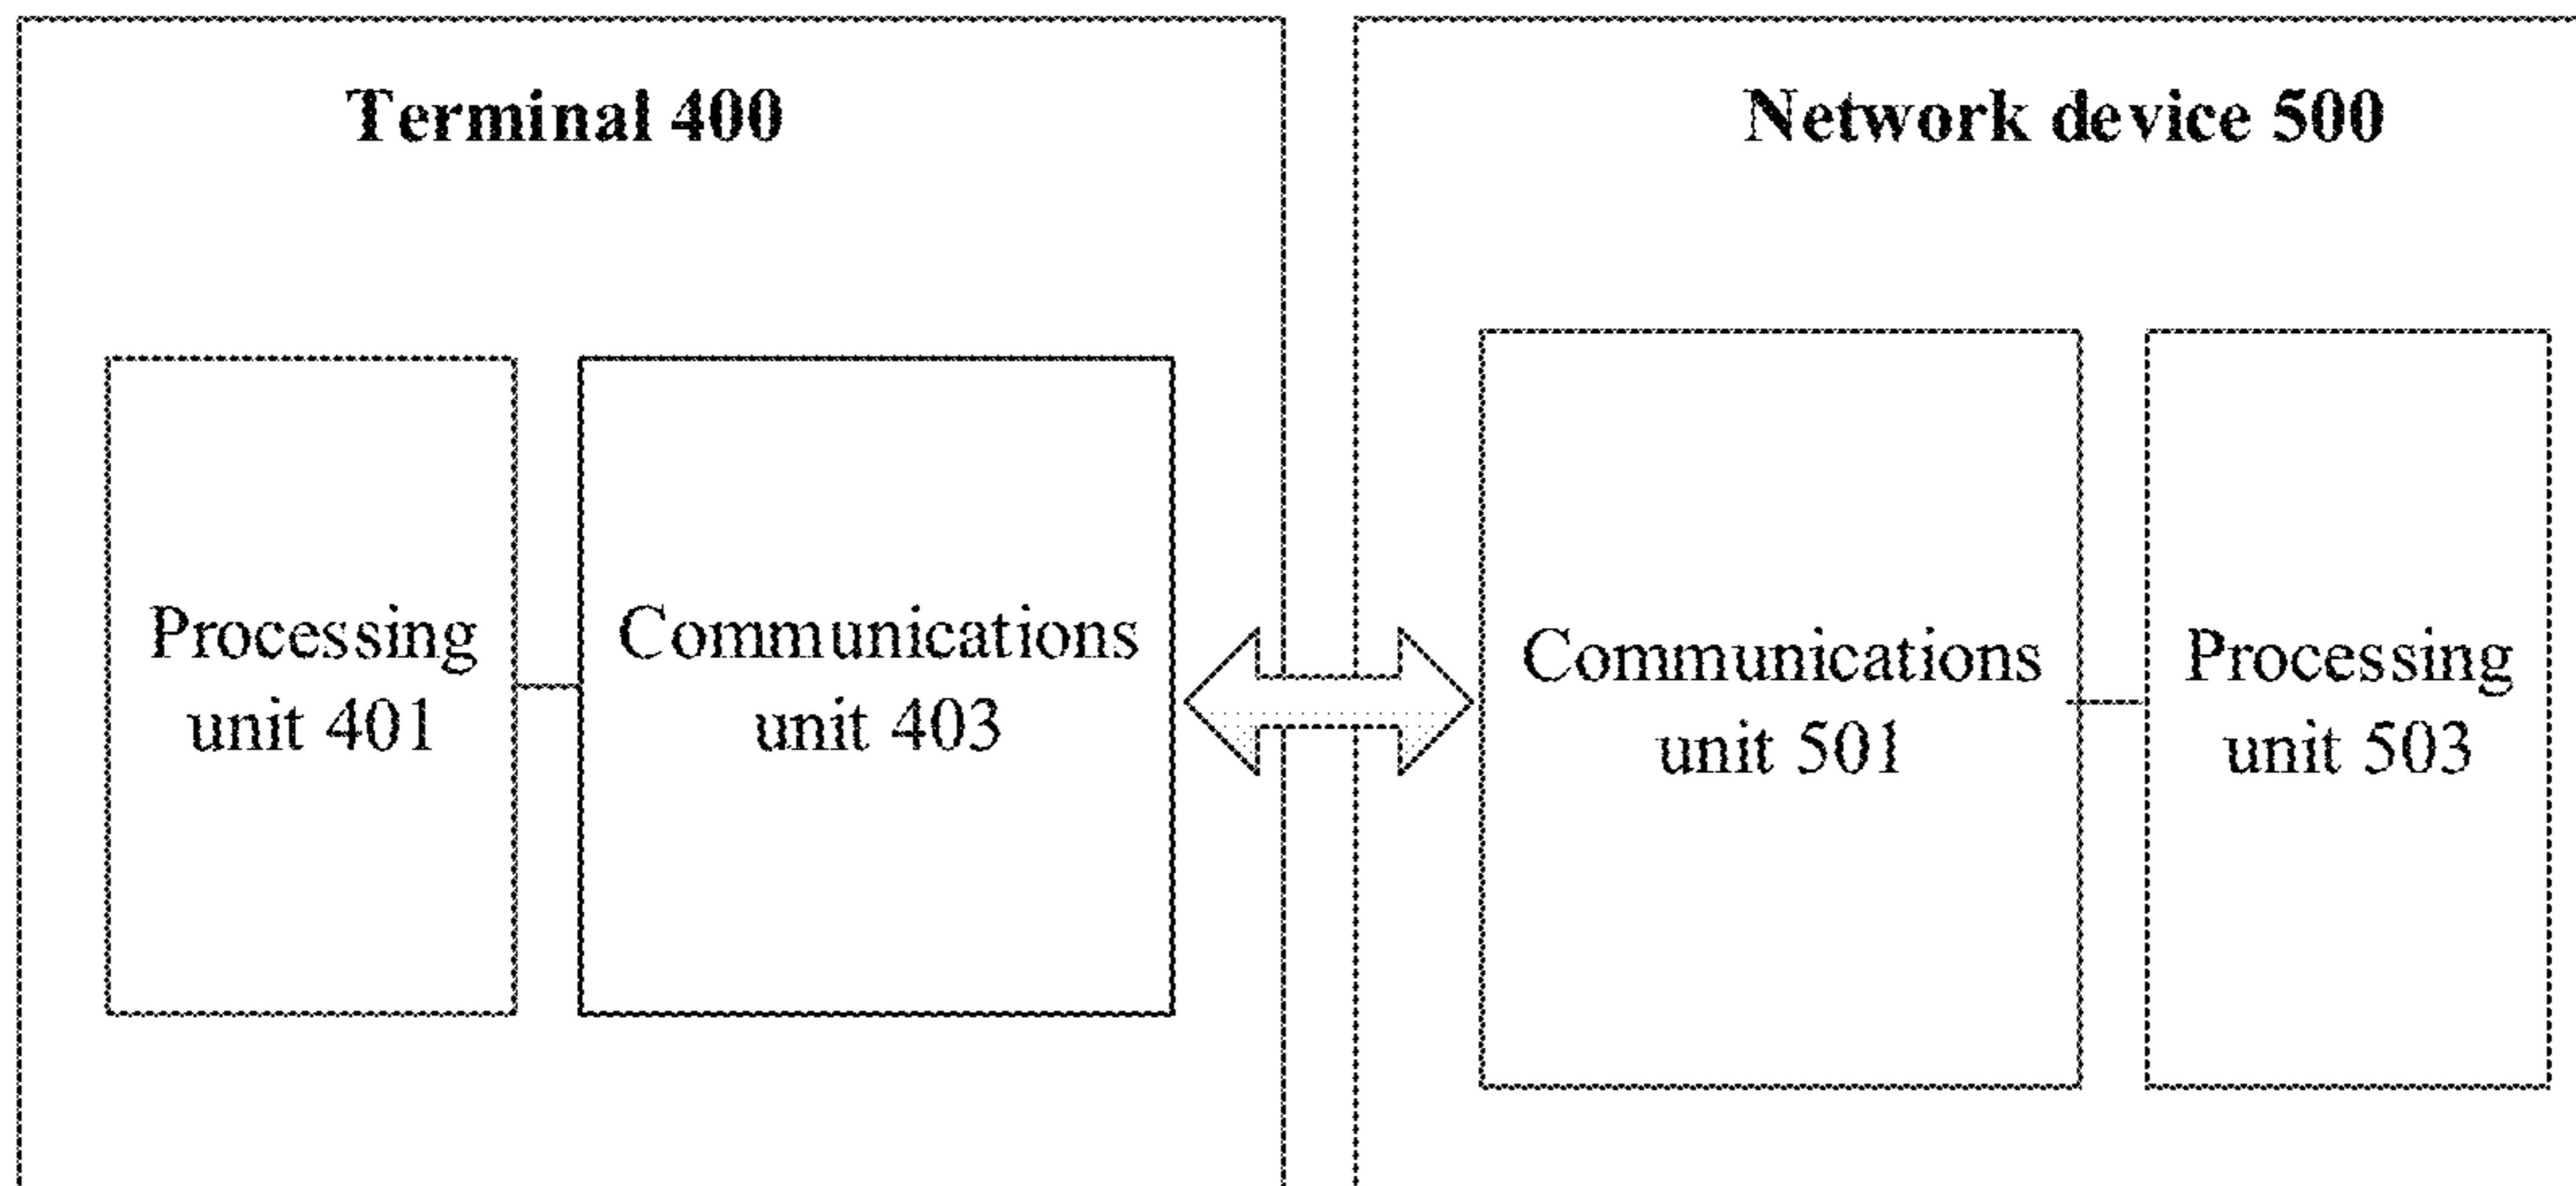 Terminal 400
Network device 500
Processing
unit 401
Communications
unit 403
Communications
unit 501
Processing
unit 503